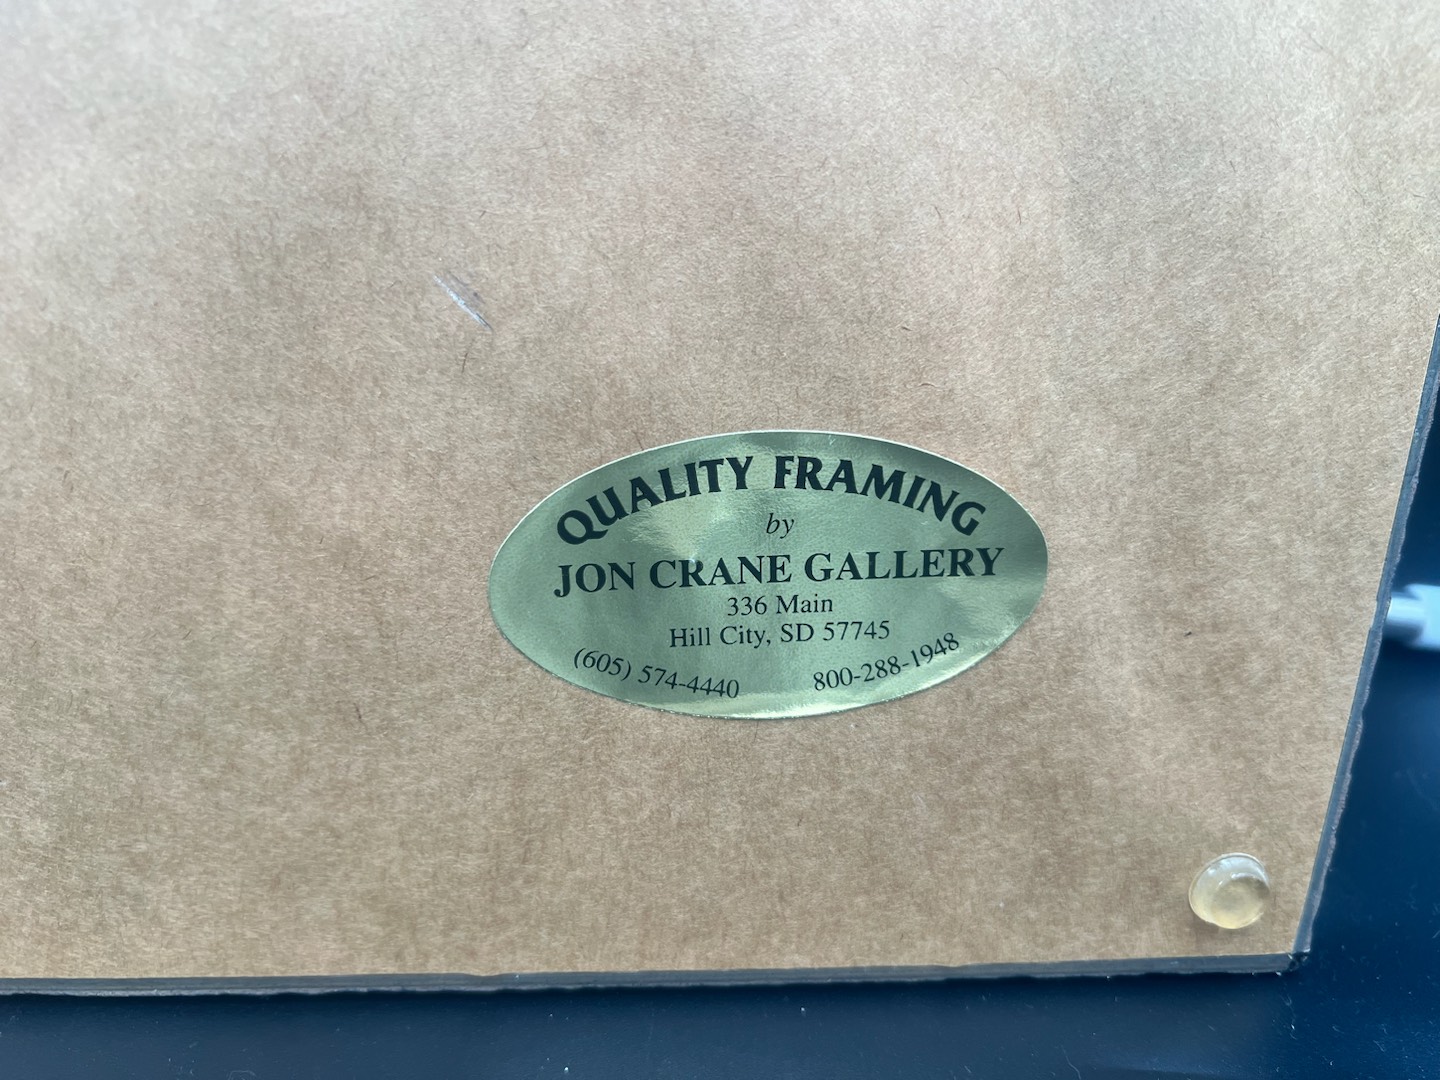 QUALITY FRAMING
by
JON CRANE GALLERY
336 Main
Hill City, SD 57745
(605) 574-4440 800-288-1948